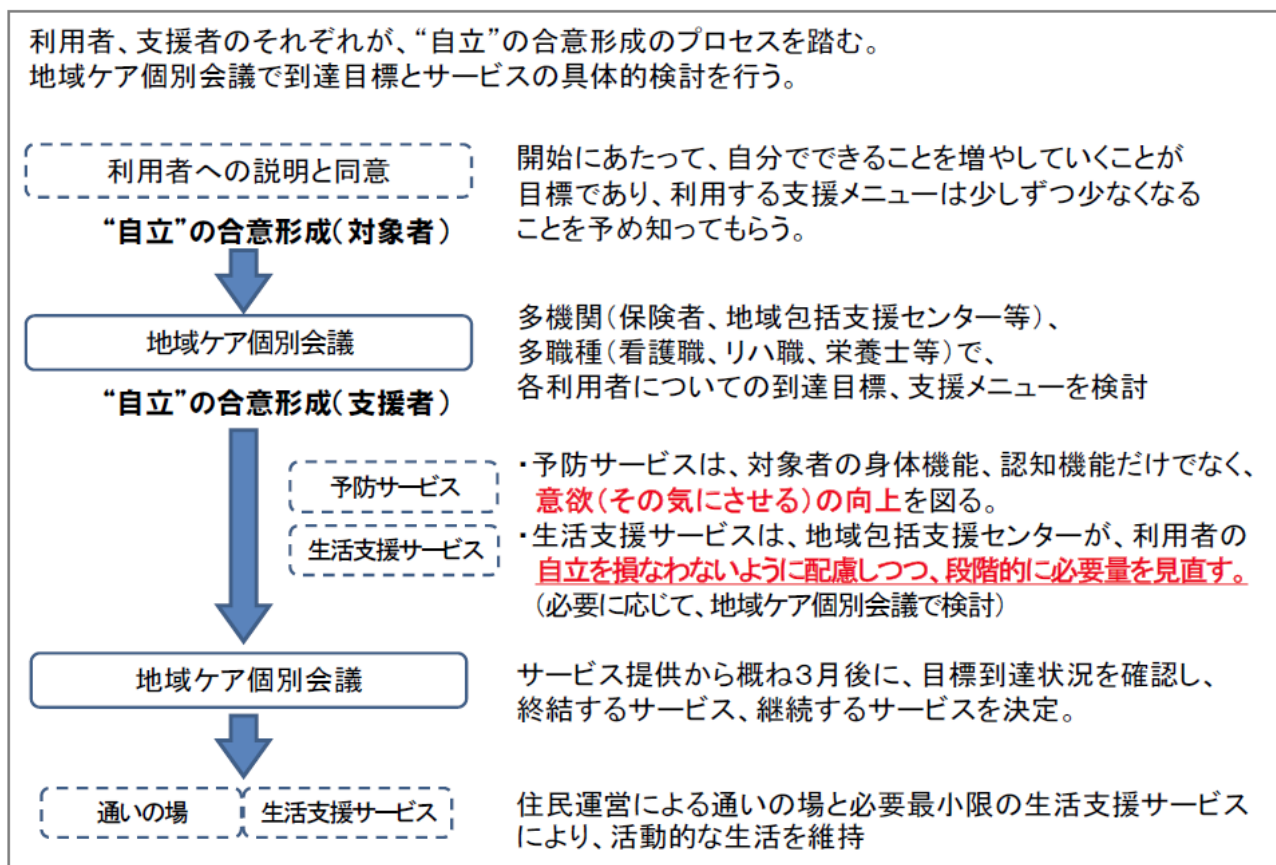 利用者、支援者のそれぞれが、“自立”の合意形成のプロセスを踏む。
地域ケア個別会議で到達目標とサービスの具体的検討を行う。
利用者への説明と同意
“自立”の合意形成(対象者)
開始にあたって、自分でできることを増やしていくことが
目標であり、利用する支援メニューは少しずつ少なくなる
ことを予め知ってもらう。
地域ケア個別会議
“自立”の合意形成(支援者)
多機関(保険者、地域包括支援センター等)、
多職種(看護職、リハ職、栄養士等)で、
各利用者についての到達目標、支援メニューを検討
予防サービス
生活支援サービス
・予防サービスは、対象者の身体機能、認知機能だけでなく、
意欲(その気にさせる)の向上を図る。
・生活支援サービスは、地域包括支援センターが、利用者の
自立を損なわないように配慮しつつ、段階的に必要量を見直す。
(必要に応じて、地域ケア個別会議で検討)
地域ケア個別会議
サービス提供から概ね3月後に、目標到達状況を確認し、
終結するサービス、継続するサービスを決定。
通いの場
生活支援サービス
住民運営による通いの場と必要最小限の生活支援サービス
により、活動的な生活を維持